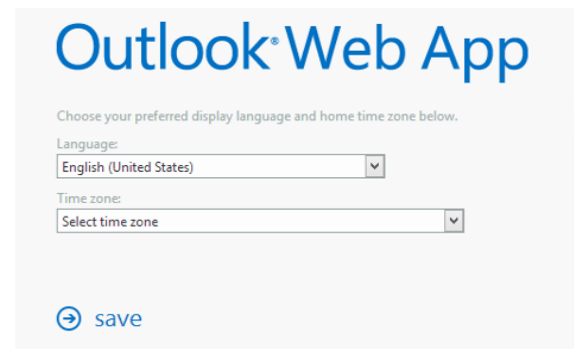 Outlook® Web App
Choose your preferred display language and home time zone below.
Language:
English (United States)
Time zone:
Select time zone
save